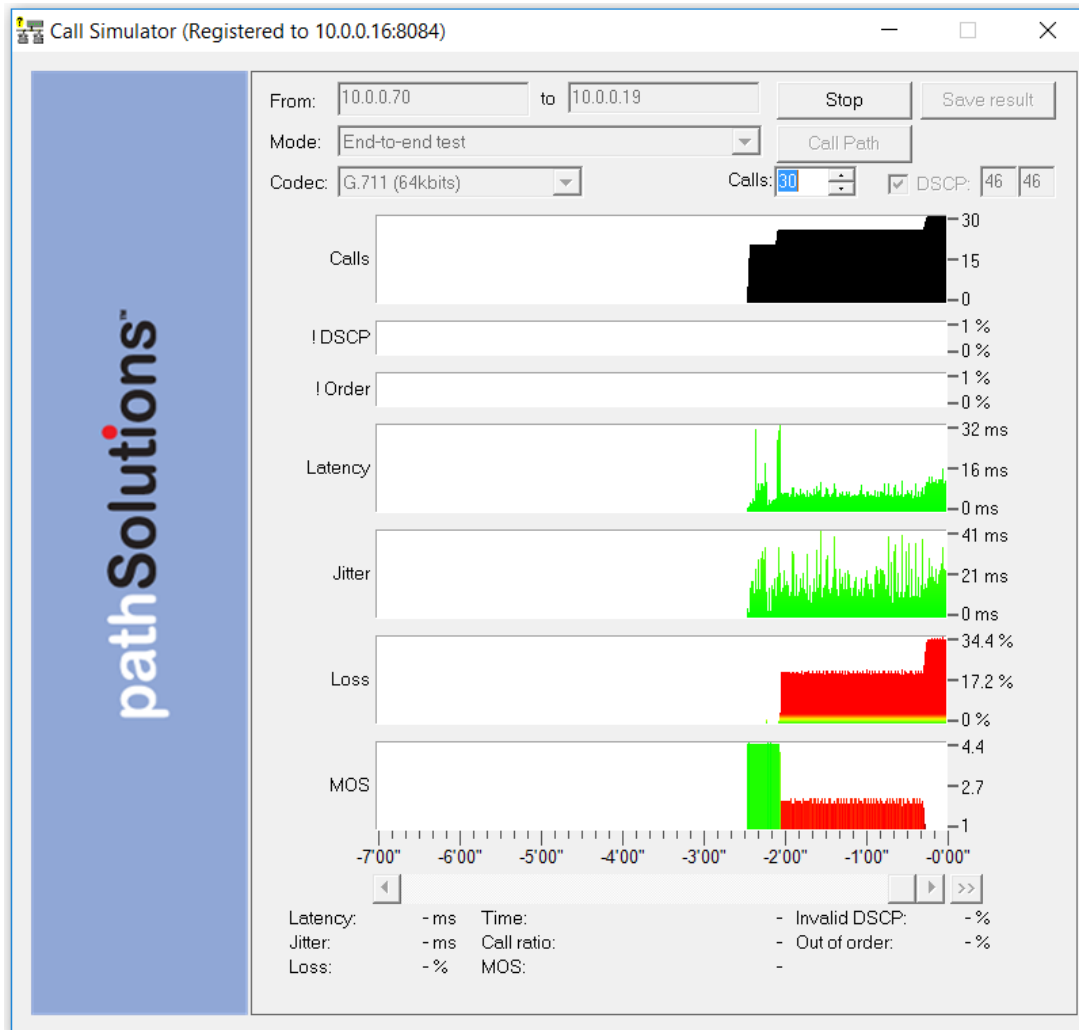 Call Simulator (Registered to 10.0.0.16:8084)
pathSolutions™
From: 10.0.0.70 to 10.0.0.19 Stop Save result
Mode: End-to-end test Call Path
Codec: G.711 (64kbits) Calls: 30 DSCP: 46 46
Calls 30 15 0
! DSCP 1 % 0 %
! Order 1 % 0 %
Latency 32 ms 16 ms 0 ms
Jitter 41 ms 21 ms 0 ms
Loss 34.4 % 17.2 % 0 %
MOS 4.4 2.7 1
-7'00" -6'00" -5'00" -4'00" -3'00" -2'00" -1'00" -0'00"
>>
Latency: - ms Time: - Invalid DSCP: - %
Jitter: - ms Call ratio: - Out of order: - %
Loss: - % MOS: -